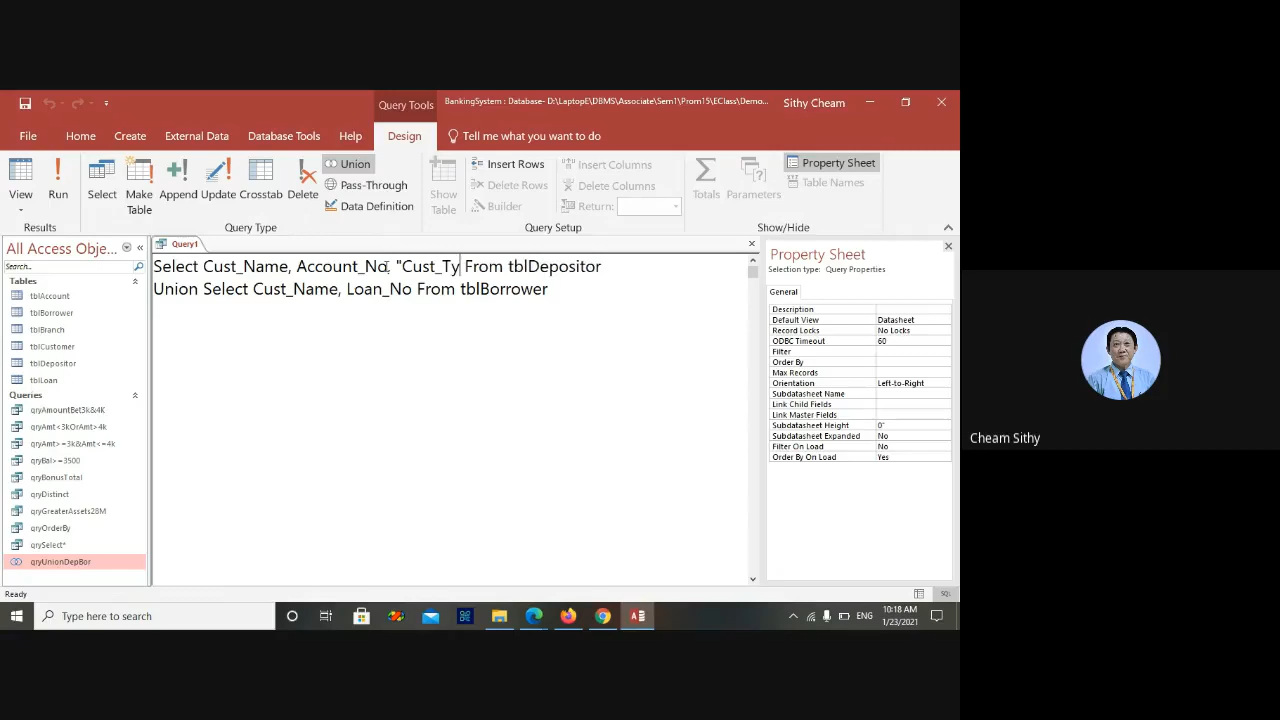 Query Tools
BankingSystem : Database- D:\LaptopE\DBMS\Associate\Sem1\Prom15\EClass\Demo...
Sithy Cheam
File
Home
Create
External Data
Database Tools
Help
Design
Tell me what you want to do
View
Run
Select
Make
Table
Append
Update
Crosstab
Delete
Union
Pass-Through
Data Definition
Show
Table
Insert Rows
Delete Rows
Builder
Insert Columns
Delete Columns
Return:
Totals
Parameters
Property Sheet
Table Names
Results
Query Type
Query Setup
Show/Hide
All Access Obje...
Search...
Tables
tblAccount
tblBorrower
tblBranch
tblCustomer
tblDepositor
tblLoan
Queries
qryAmountBet3k&4K
qryAmt<3kOrAmt>4k
qryAmt>=3k&Amt<=4k
qryBal>=3500
qryBonusTotal
qryDistinct
qryGreaterAssets28M
qryOrderBy
qrySelect*
qryUnionDepBor
Query1
Select Cust_Name, Account_No, "Cust_Ty From tblDepositor
Union Select Cust_Name, Loan_No From tblBorrower
Property Sheet
Selection type: Query Properties
General
Description
Default View Datasheet
Record Locks No Locks
ODBC Timeout 60
Filter
Order By
Max Records
Orientation Left-to-Right
Subdatasheet Name
Link Child Fields
Link Master Fields
Subdatasheet Height 0"
Subdatasheet Expanded No
Filter On Load No
Order By On Load Yes
Ready
SQL
Type here to search
ENG
10:18 AM
1/23/2021
Cheam Sithy